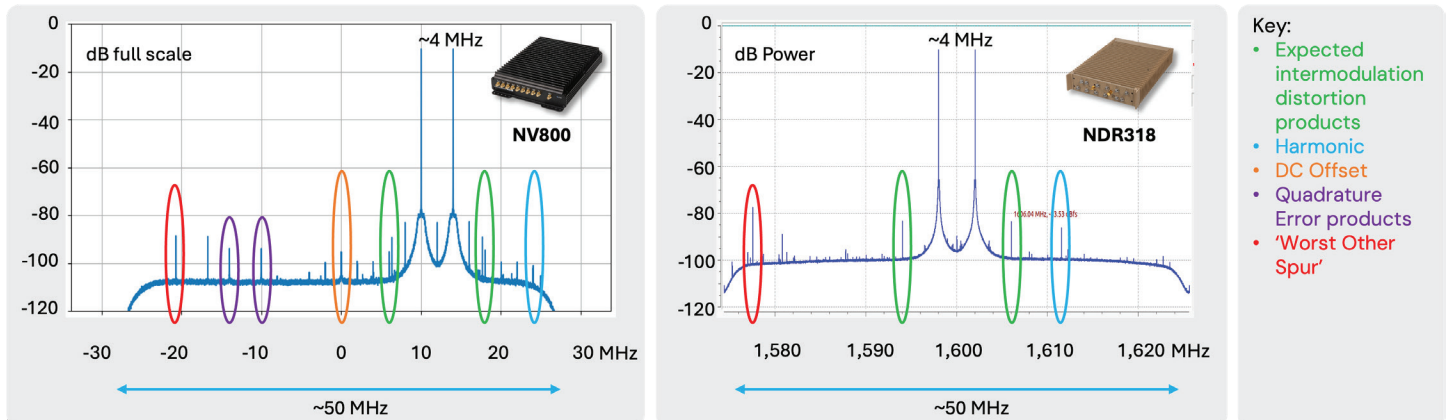 0
-20
-40
-60
-80
-100
-120
dB full scale
~4 MHz
NV800
-30 -20 -10 0 10 20 30 MHz
~50 MHz
0
-20
-40
-60
-80
-100
-120
dB Power
~4 MHz
NDR318
1,580 1,590 1,600 1,610 1,620 MHz
~50 MHz
Key:
• Expected
intermodulation
distortion
products
• Harmonic
• DC Offset
• Quadrature
Error products
• ‘Worst Other
Spur’